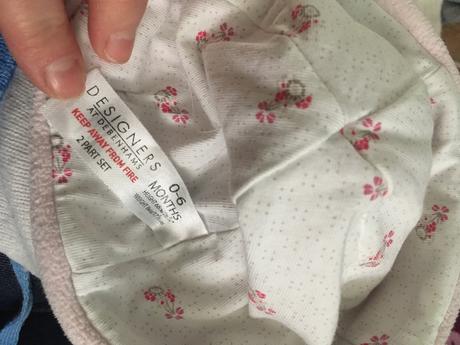 DESIGNERS
AT DEBENHAMS
KEEP AWAY FROM FIRE
2 PART SET
0-6
MONTHS